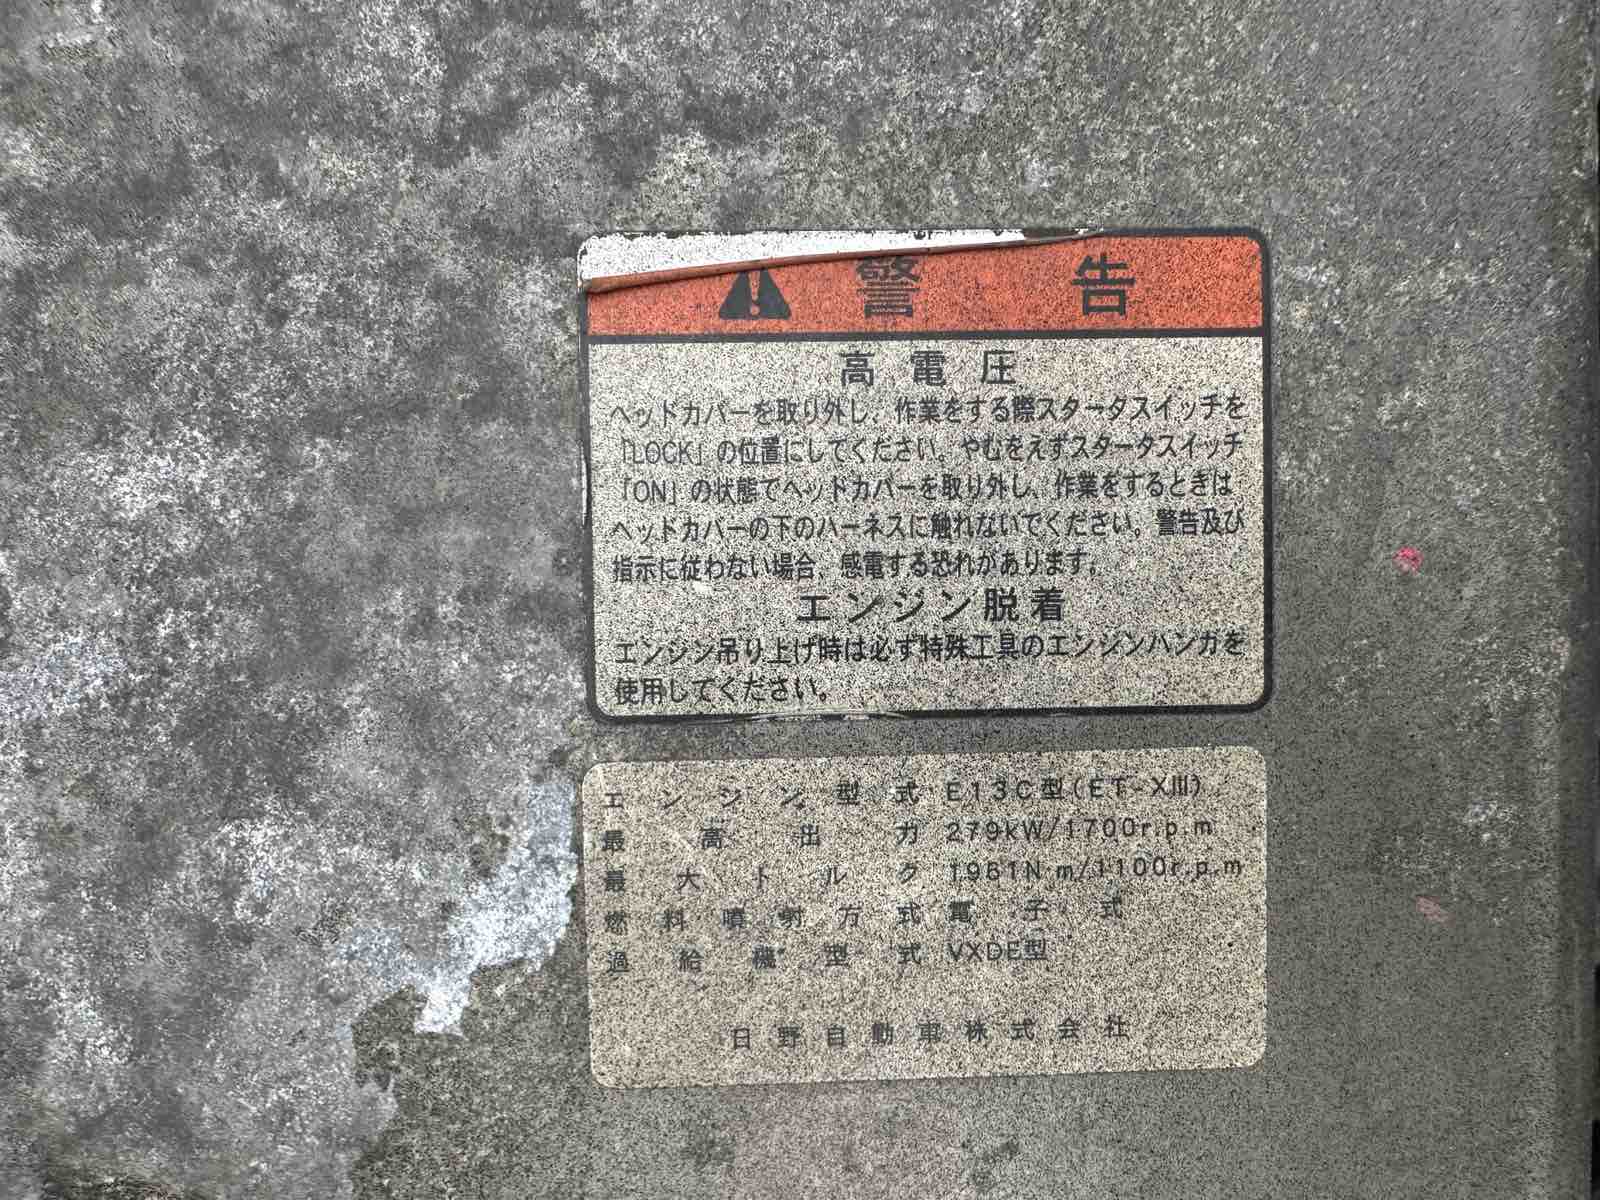 警告
高電圧
ヘッドカバーを取り外し、作業をする際スタータスイッチを
「LOCK」の位置にしてください。やむをえずスタータスイッチ
「ON」の状態でヘッドカバーを取り外し、作業をするときは
ヘッドカバーの下のハーネスに触れないでください。警告及び
指示に従わない場合、感電する恐れがあります。
エンジン脱着
エンジン吊り上げ時は必ず特殊工具のエンジンハンガを
使用してください。
エンジン型式 E13C型(ET-XIII)
最高出力 279kW/1700r.p.m
最大トルク 1961N·m/1100r.p.m
燃料噴射方式 電子式
過給機型式 VXDE型
日野自動車株式会社